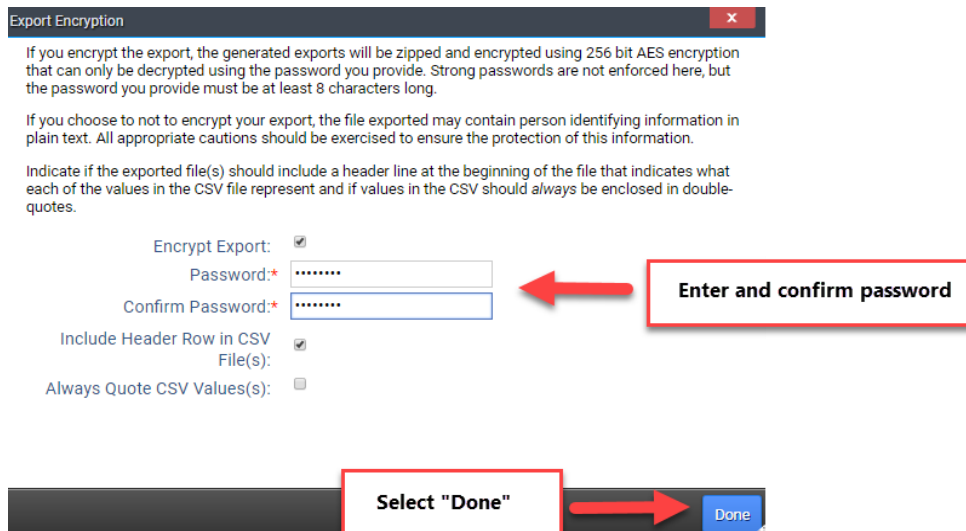 Export Encryption
x
If you encrypt the export, the generated exports will be zipped and encrypted using 256 bit AES encryption
that can only be decrypted using the password you provide. Strong passwords are not enforced here, but
the password you provide must be at least 8 characters long.
If you choose to not to encrypt your export, the file exported may contain person identifying information in
plain text. All appropriate cautions should be exercised to ensure the protection of this information.
Indicate if the exported file(s) should include a header line at the beginning of the file that indicates what
each of the values in the CSV file represent and if values in the CSV should always be enclosed in double-
quotes.
Encrypt Export:
Password:* ••••••••
Enter and confirm password
Confirm Password:* ••••••••
Include Header Row in CSV
File(s):
Always Quote CSV Values(s):
Select "Done"
Done